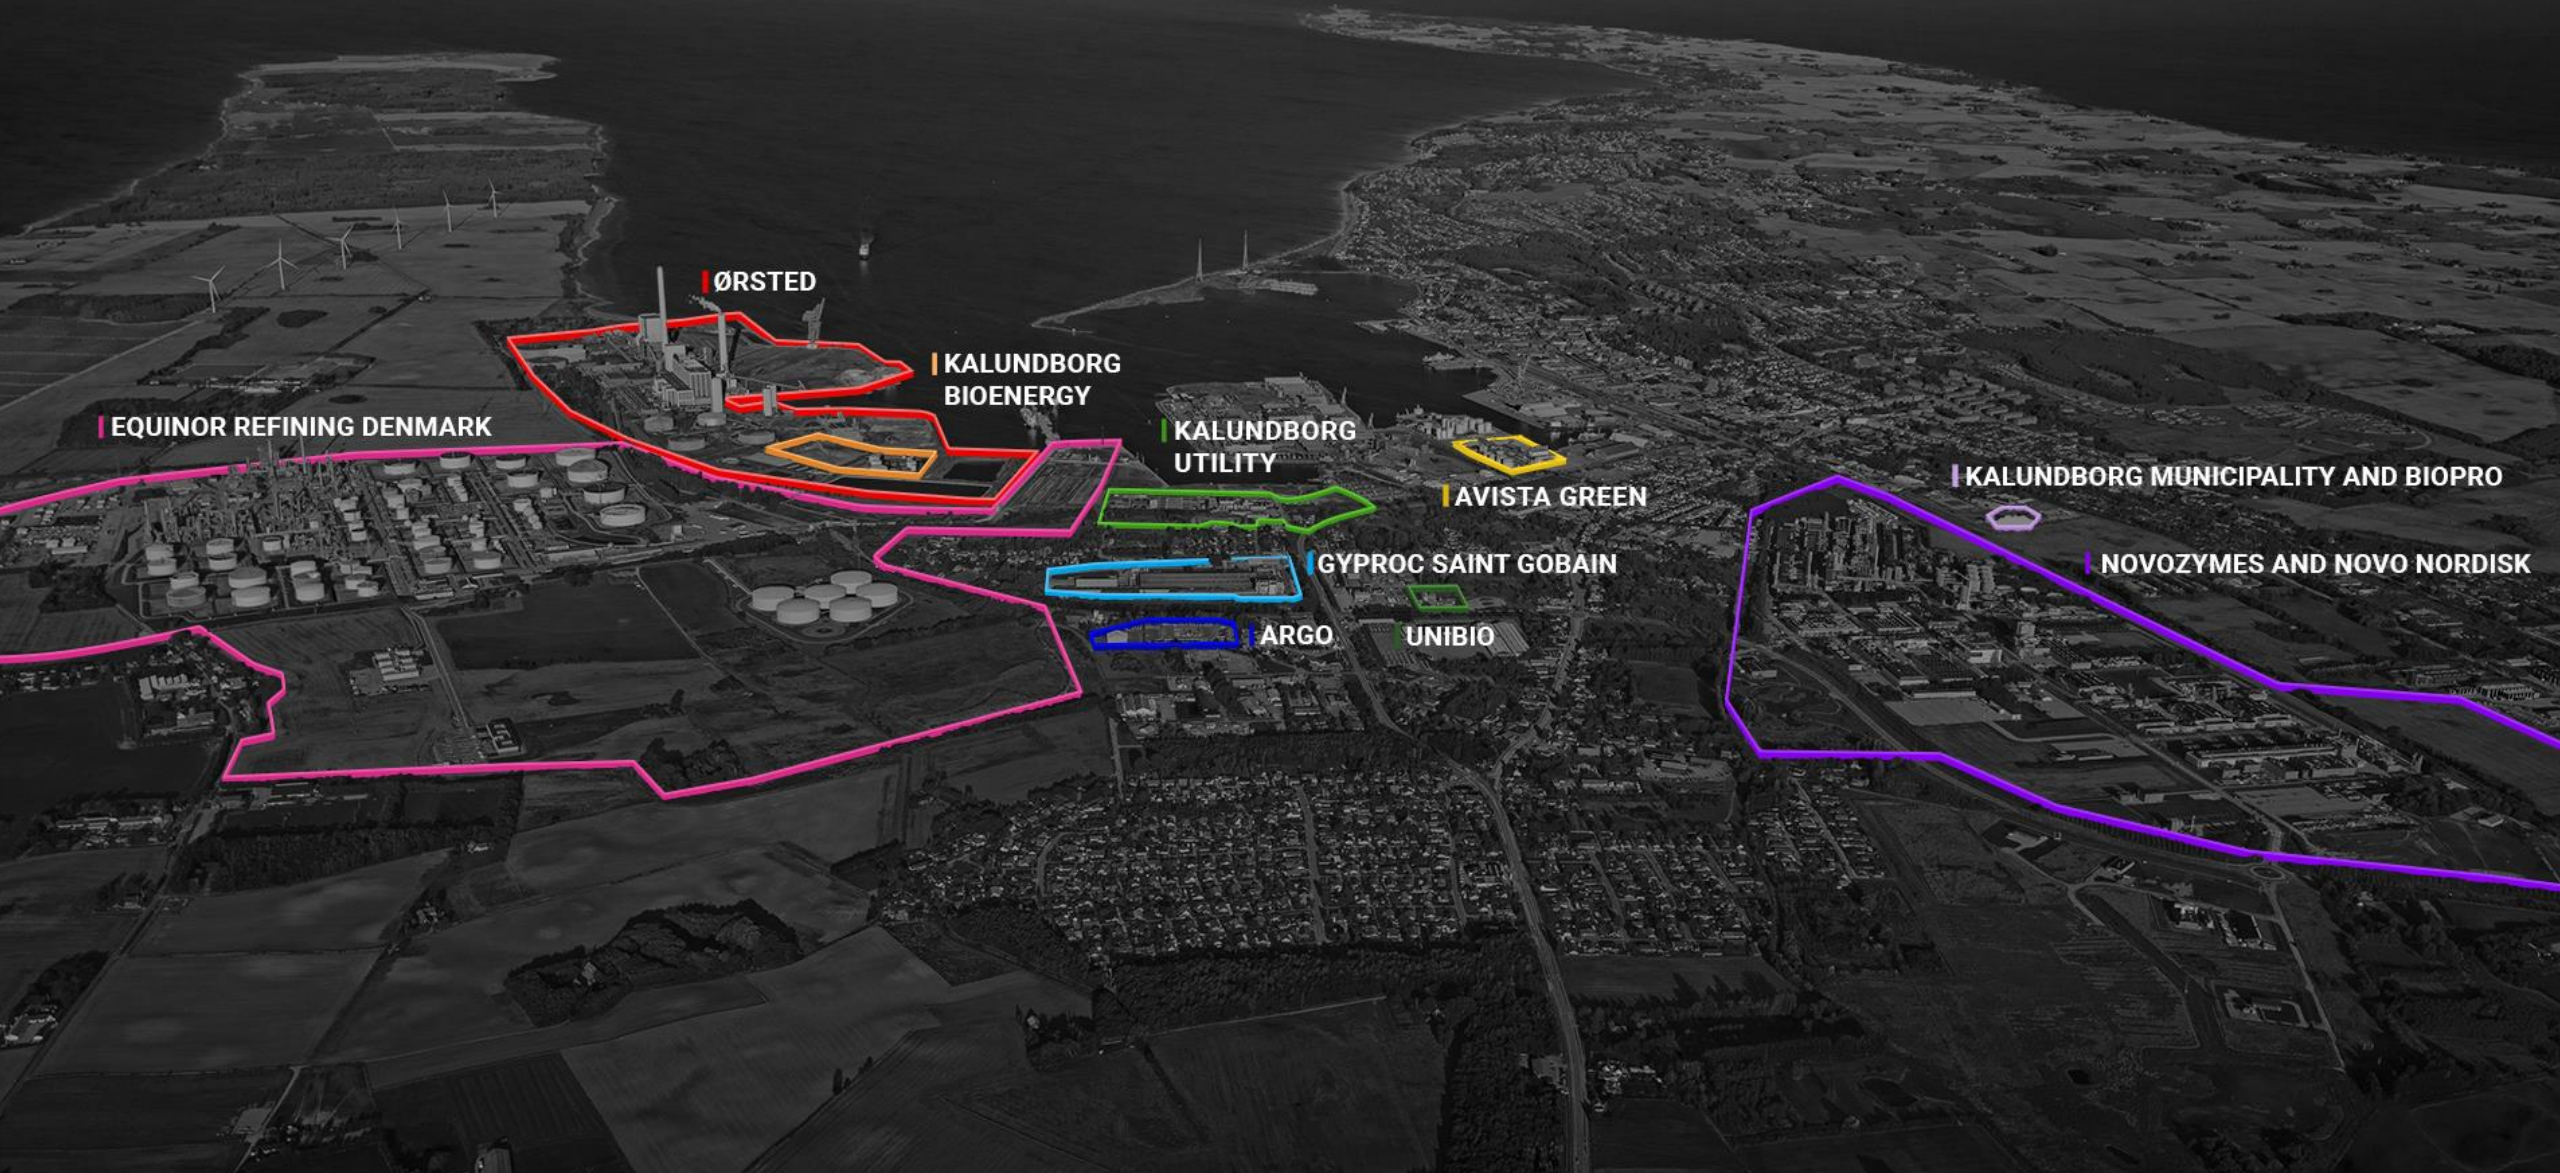 ØRSTED
KALUNDBORG
BIOENERGY
EQUINOR REFINING DENMARK
KALUNDBORG
UTILITY
AVISTA GREEN
KALUNDBORG MUNICIPALITY AND BIOPRO
GYPROC SAINT GOBAIN
NOVOZYMES AND NOVO NORDISK
ARGO
UNIBIO